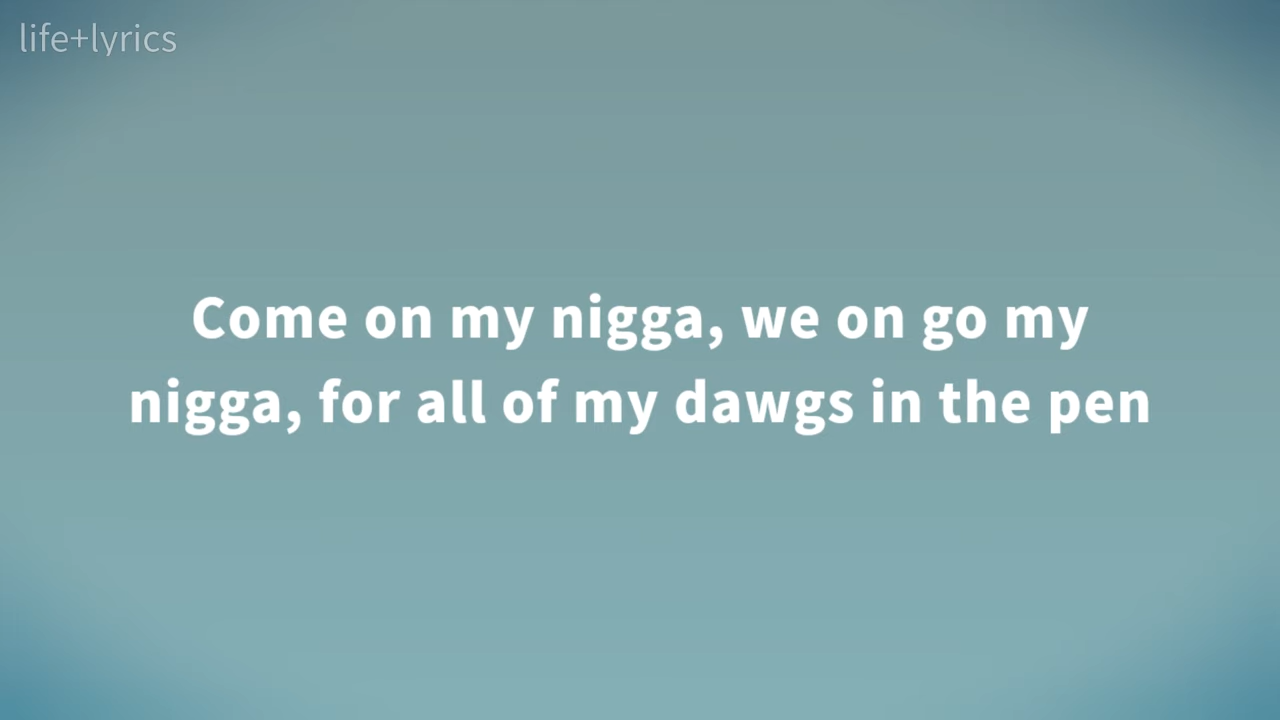 life+lyrics
Come on my nigga, we on go my
nigga, for all of my dawgs in the pen